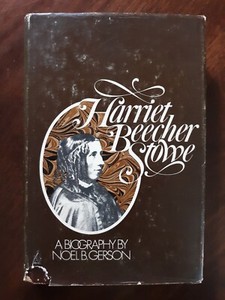 Harriet
Beecher
Stowe
A BIOGRAPHY BY
NOEL B. GERSON